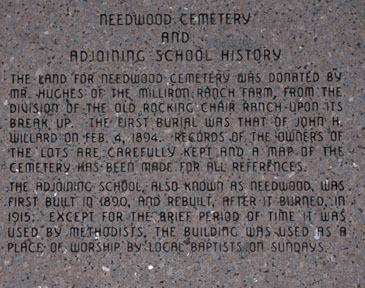 NEEDWOOD CEMETERY
AND
ADJOINING SCHOOL HISTORY
THE LAND FOR NEEDWOOD CEMETERY WAS DONATED BY
MR. HUGHES OF THE MILLIRON RANCH FARM, FROM THE
DIVISION OF THE OLD ROCKING CHAIR RANCH UPON ITS
BREAK UP. THE FIRST BURIAL WAS THAT OF JOHN H.
WILLARD ON FEB. 4, 1894. RECORDS OF THE OWNERS OF
THE LOTS ARE CAREFULLY KEPT AND A MAP OF THE
CEMETERY HAS BEEN MADE FOR ALL REFERENCES.
THE ADJOINING SCHOOL, ALSO KNOWN AS NEEDWOOD, WAS
FIRST BUILT IN 1890, AND REBUILT, AFTER IT BURNED, IN
1915. EXCEPT FOR THE BRIEF PERIOD OF TIME IT WAS
USED BY METHODISTS, THE BUILDING WAS USED AS A
PLACE OF WORSHIP BY LOCAL BAPTISTS ON SUNDAYS.